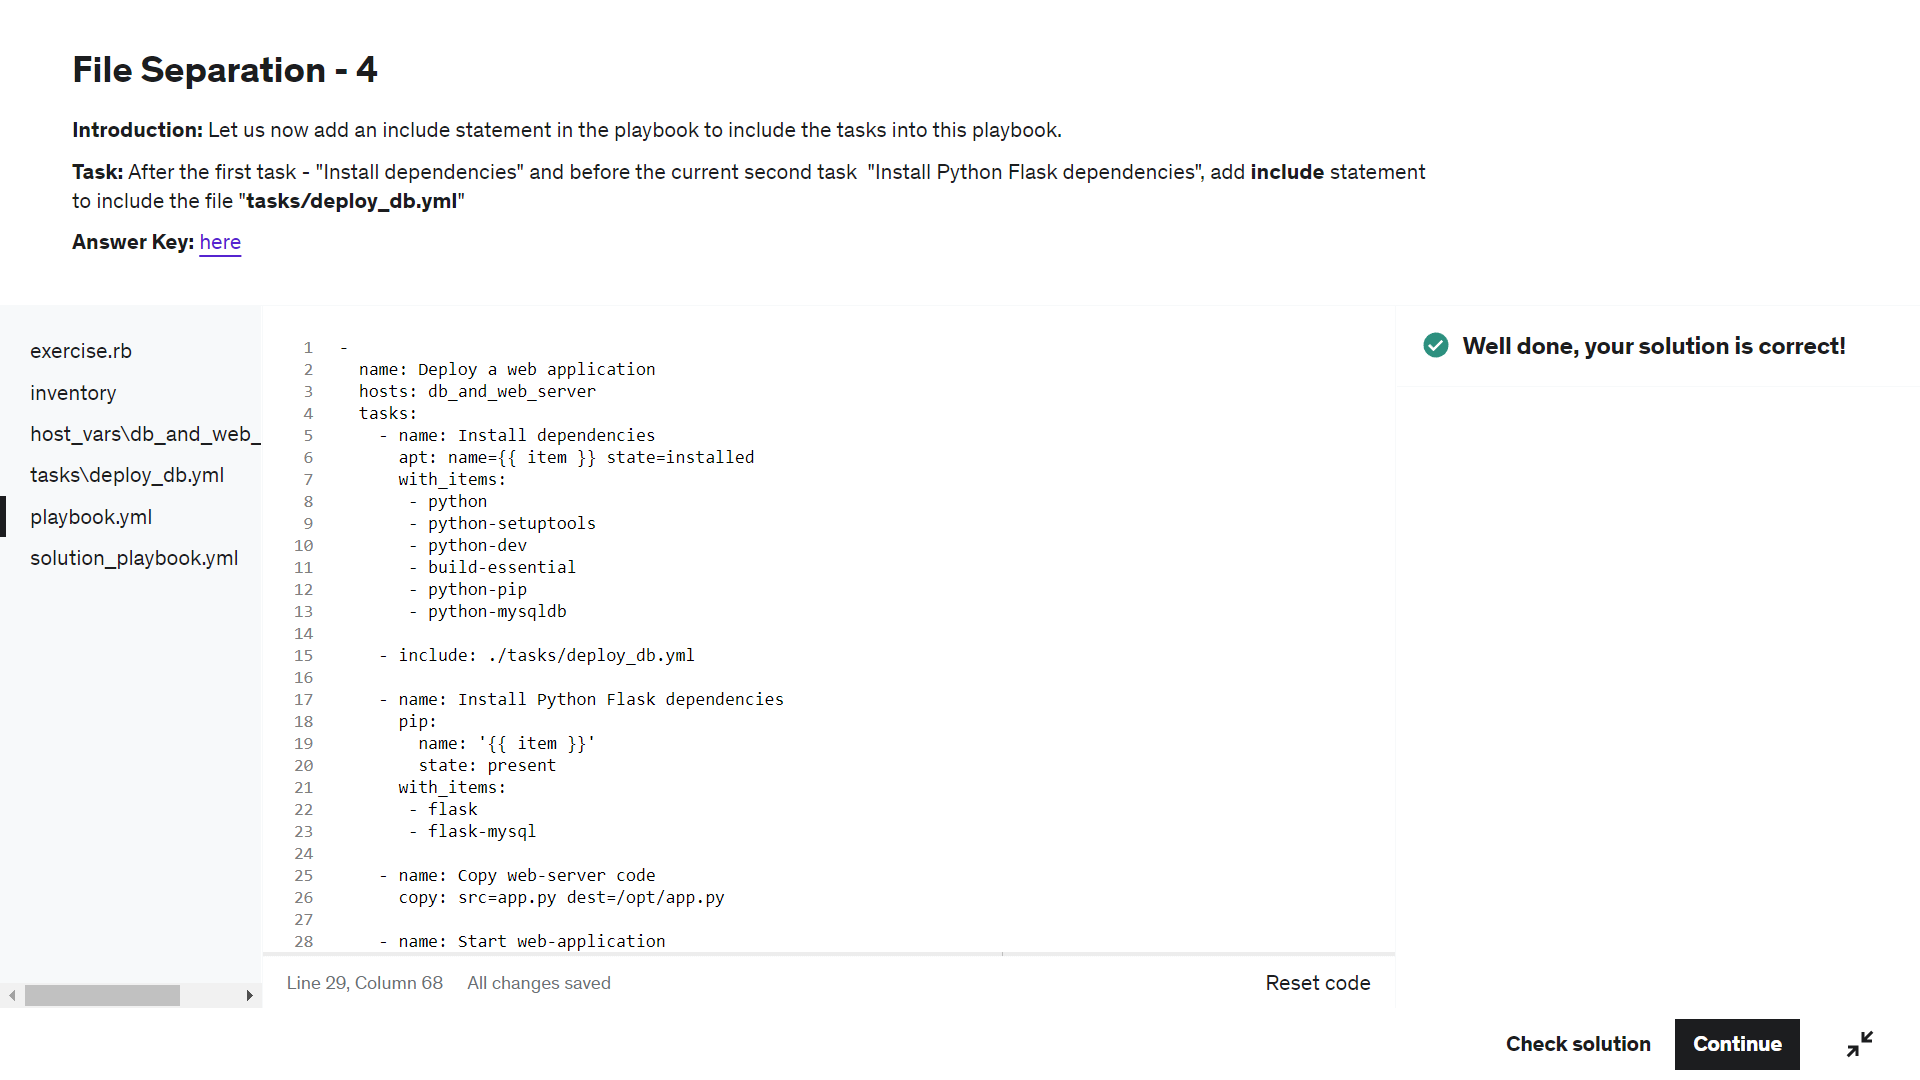 File Separation - 4
Introduction: Let us now add an include statement in the playbook to include the tasks into this playbook.
Task: After the first task - "Install dependencies" and before the current second task  "Install Python Flask dependencies", add include statement
to include the file "tasks/deploy_db.yml"
Answer Key: here
exercise.rb
inventory
host_vars\db_and_web_
tasks\deploy_db.yml
playbook.yml
solution_playbook.yml
1 -
2   name: Deploy a web application
3   hosts: db_and_web_server
4   tasks:
5     - name: Install dependencies
6       apt: name={{ item }} state=installed
7       with_items:
8        - python
9        - python-setuptools
10        - python-dev
11        - build-essential
12        - python-pip
13        - python-mysqldb
14
15     - include: ./tasks/deploy_db.yml
16
17     - name: Install Python Flask dependencies
18       pip:
19         name: '{{ item }}'
20         state: present
21       with_items:
22        - flask
23        - flask-mysql
24
25     - name: Copy web-server code
26       copy: src=app.py dest=/opt/app.py
27
28     - name: Start web-application
Line 29, Column 68 All changes saved
Reset code
Well done, your solution is correct!
Check solution
Continue